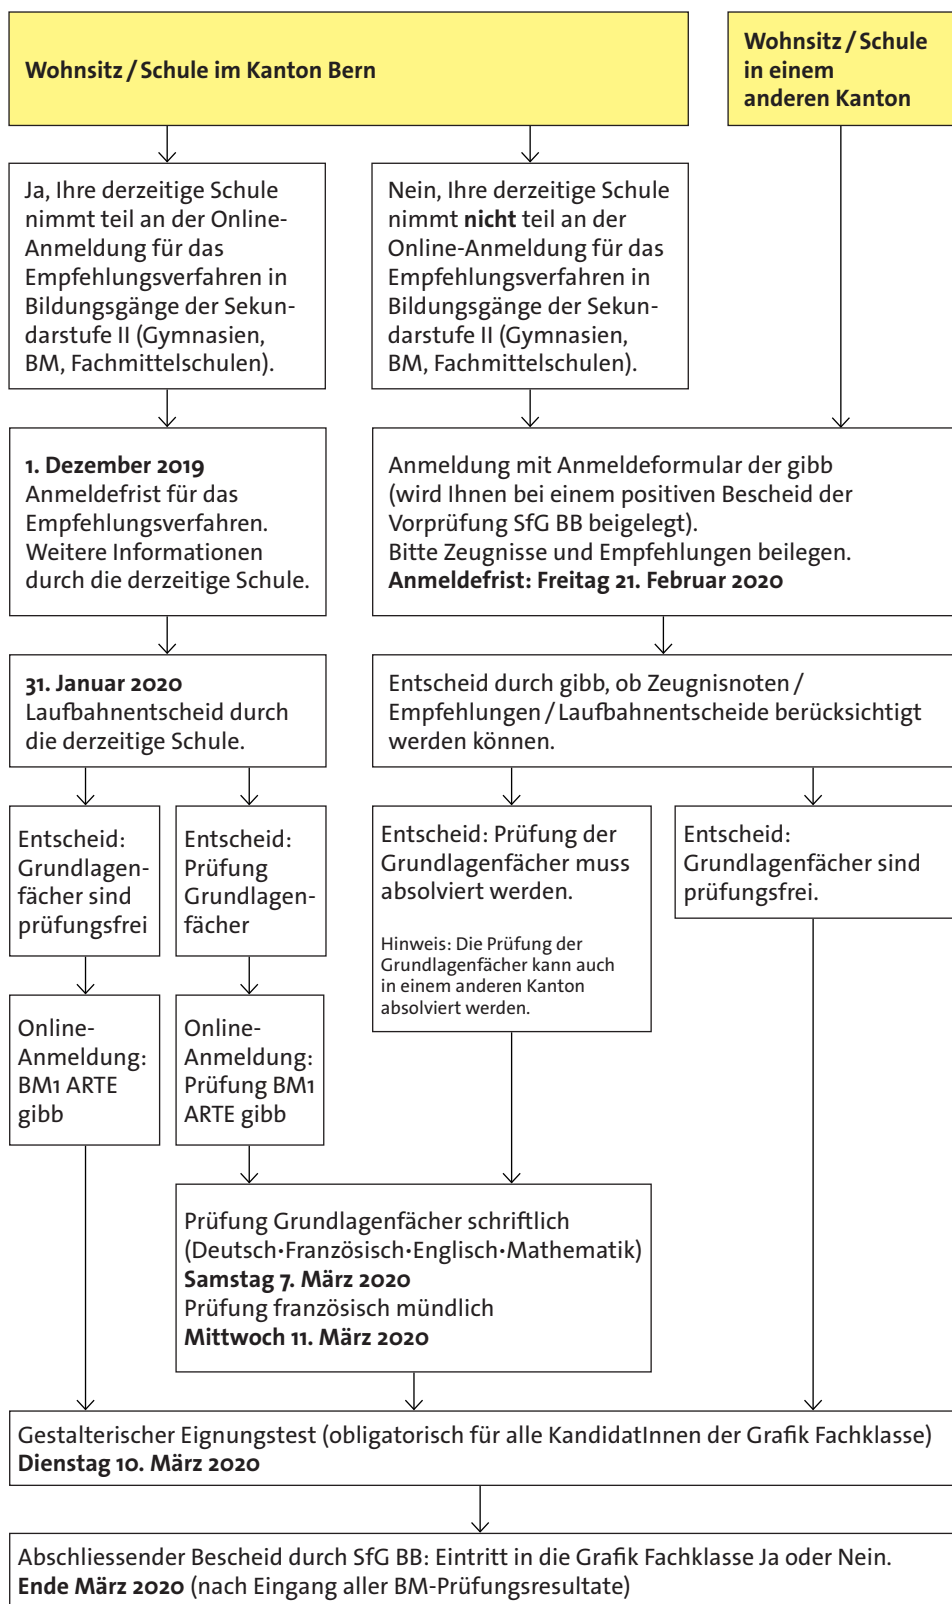 Wohnsitz / Schule im Kanton Bern
Wohnsitz / Schule
in einem
anderen Kanton
Ja, Ihre derzeitige Schule
nimmt teil an der Online-
Anmeldung für das
Empfehlungsverfahren in
Bildungsgänge der Sekun-
darstufe II (Gymnasien,
BM, Fachmittelschulen).
Nein, Ihre derzeitige Schule
nimmt nicht teil an der
Online-Anmeldung für das
Empfehlungsverfahren in
Bildungsgänge der Sekun-
darstufe II (Gymnasien,
BM, Fachmittelschulen).
1. Dezember 2019
Anmeldefrist für das
Empfehlungsverfahren.
Weitere Informationen
durch die derzeitige Schule.
Anmeldung mit Anmeldeformular der gibb
(wird Ihnen bei einem positiven Bescheid der
Vorprüfung SfG BB beigelegt).
Bitte Zeugnisse und Empfehlungen beilegen.
Anmeldefrist: Freitag 21. Februar 2020
31. Januar 2020
Laufbahnentscheid durch
die derzeitige Schule.
Entscheid durch gibb, ob Zeugnisnoten /
Empfehlungen / Laufbahnentscheide berücksichtigt
werden können.
Entscheid:
Grundlagen-
fächer sind
prüfungsfrei
Entscheid:
Prüfung
Grundlagen-
fächer
Entscheid: Prüfung der
Grundlagenfächer muss
absolviert werden.
Hinweis: Die Prüfung der
Grundlagenfächer kann auch
in einem anderen Kanton
absolviert werden.
Entscheid:
Grundlagenfächer sind
prüfungsfrei.
Online-
Anmeldung:
BM1 ARTE
gibb
Online-
Anmeldung:
Prüfung BM1
ARTE gibb
Prüfung Grundlagenfächer schriftlich
(Deutsch·Französisch·Englisch·Mathematik)
Samstag 7. März 2020
Prüfung französisch mündlich
Mittwoch 11. März 2020
Gestalterischer Eignungstest (obligatorisch für alle KandidatInnen der Grafik Fachklasse)
Dienstag 10. März 2020
Abschliessender Bescheid durch SfG BB: Eintritt in die Grafik Fachklasse Ja oder Nein.
Ende März 2020 (nach Eingang aller BM-Prüfungsresultate)